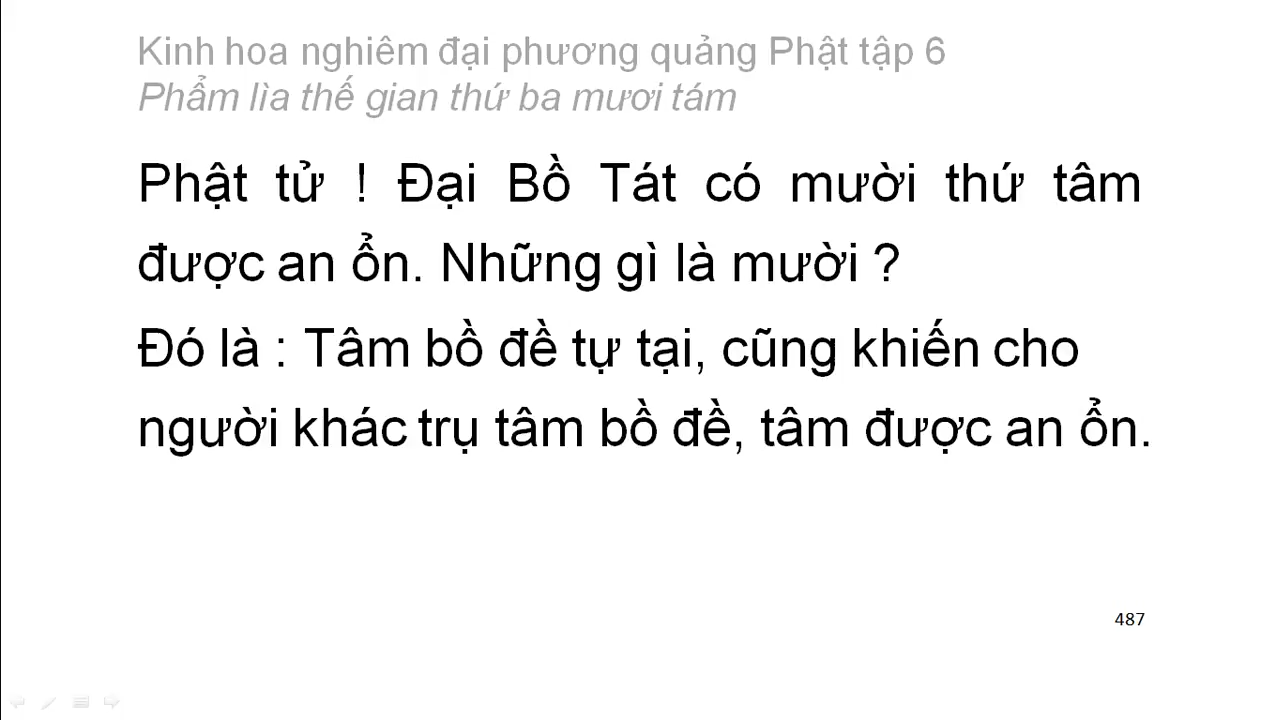 Kinh hoa nghiêm đại phương quảng Phật tập 6
Phẩm lìa thế gian thứ ba mươi tám
Phật tử ! Đại Bồ Tát có mười thứ tâm
được an ổn. Những gì là mười ?
Đó là : Tâm bồ đề tự tại, cũng khiến cho
người khác trụ tâm bồ đề, tâm được an ổn.
487